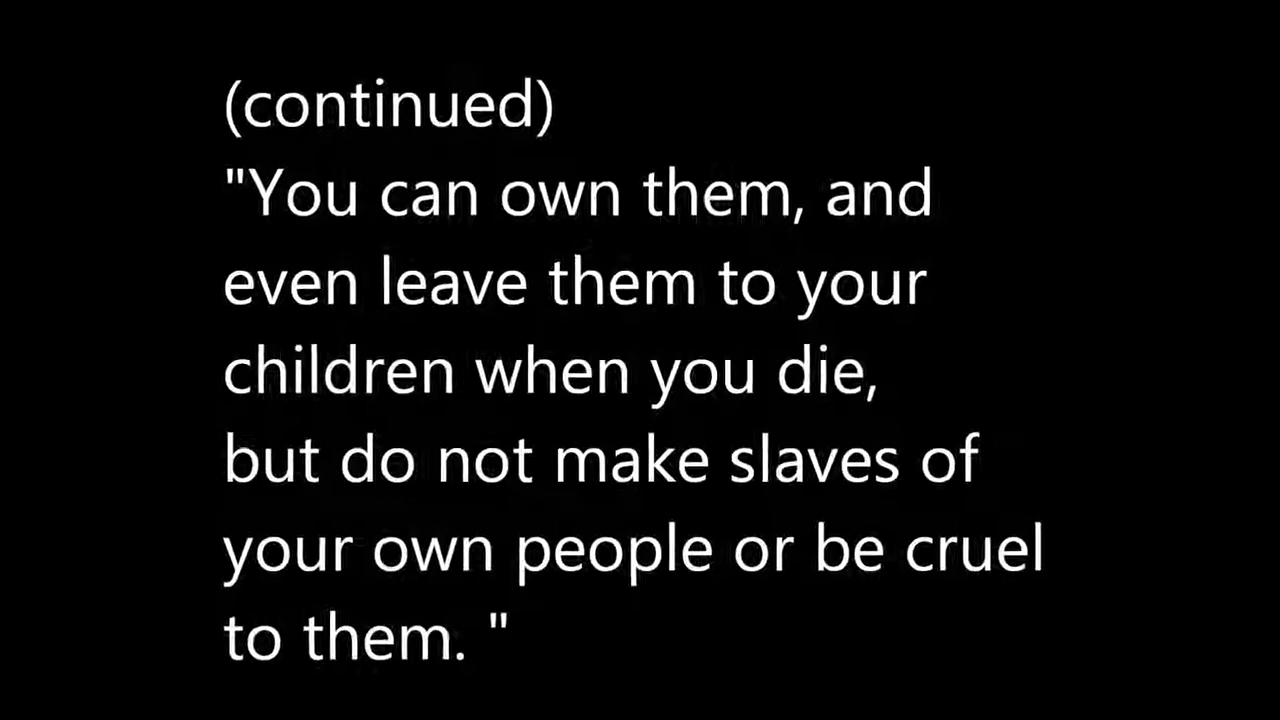 (continued)
"You can own them, and
even leave them to your
children when you die,
but do not make slaves of
your own people or be cruel
to them. "